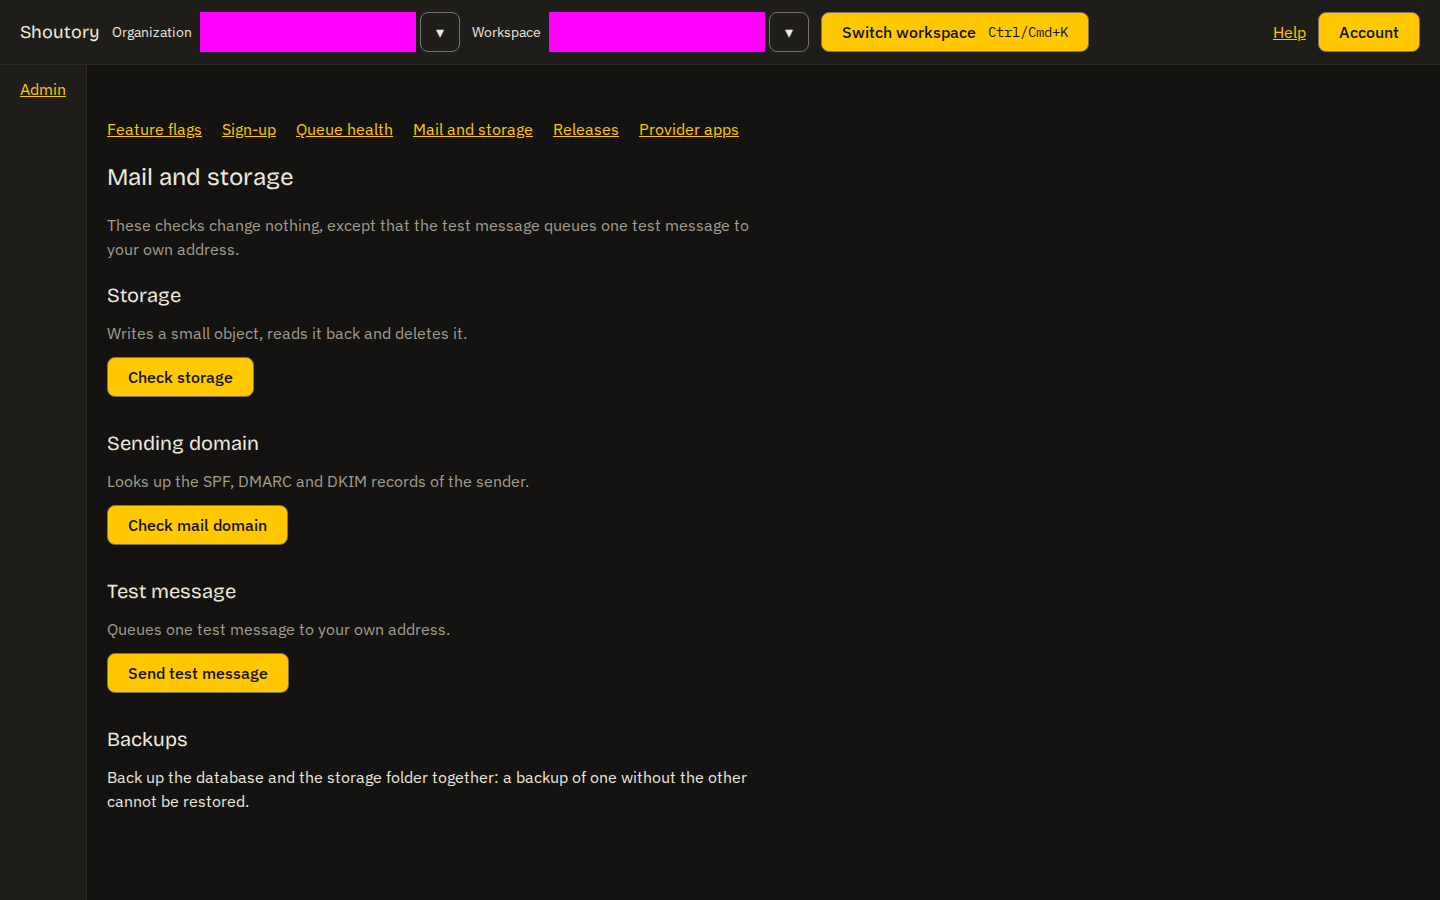 Shoutory Organization ▼ Workspace ▼ Switch workspace Ctrl/Cmd+K Help Account
Admin
Feature flags Sign-up Queue health Mail and storage Releases Provider apps
Mail and storage
These checks change nothing, except that the test message queues one test message to
your own address.
Storage
Writes a small object, reads it back and deletes it.
Check storage
Sending domain
Looks up the SPF, DMARC and DKIM records of the sender.
Check mail domain
Test message
Queues one test message to your own address.
Send test message
Backups
Back up the database and the storage folder together: a backup of one without the other
cannot be restored.